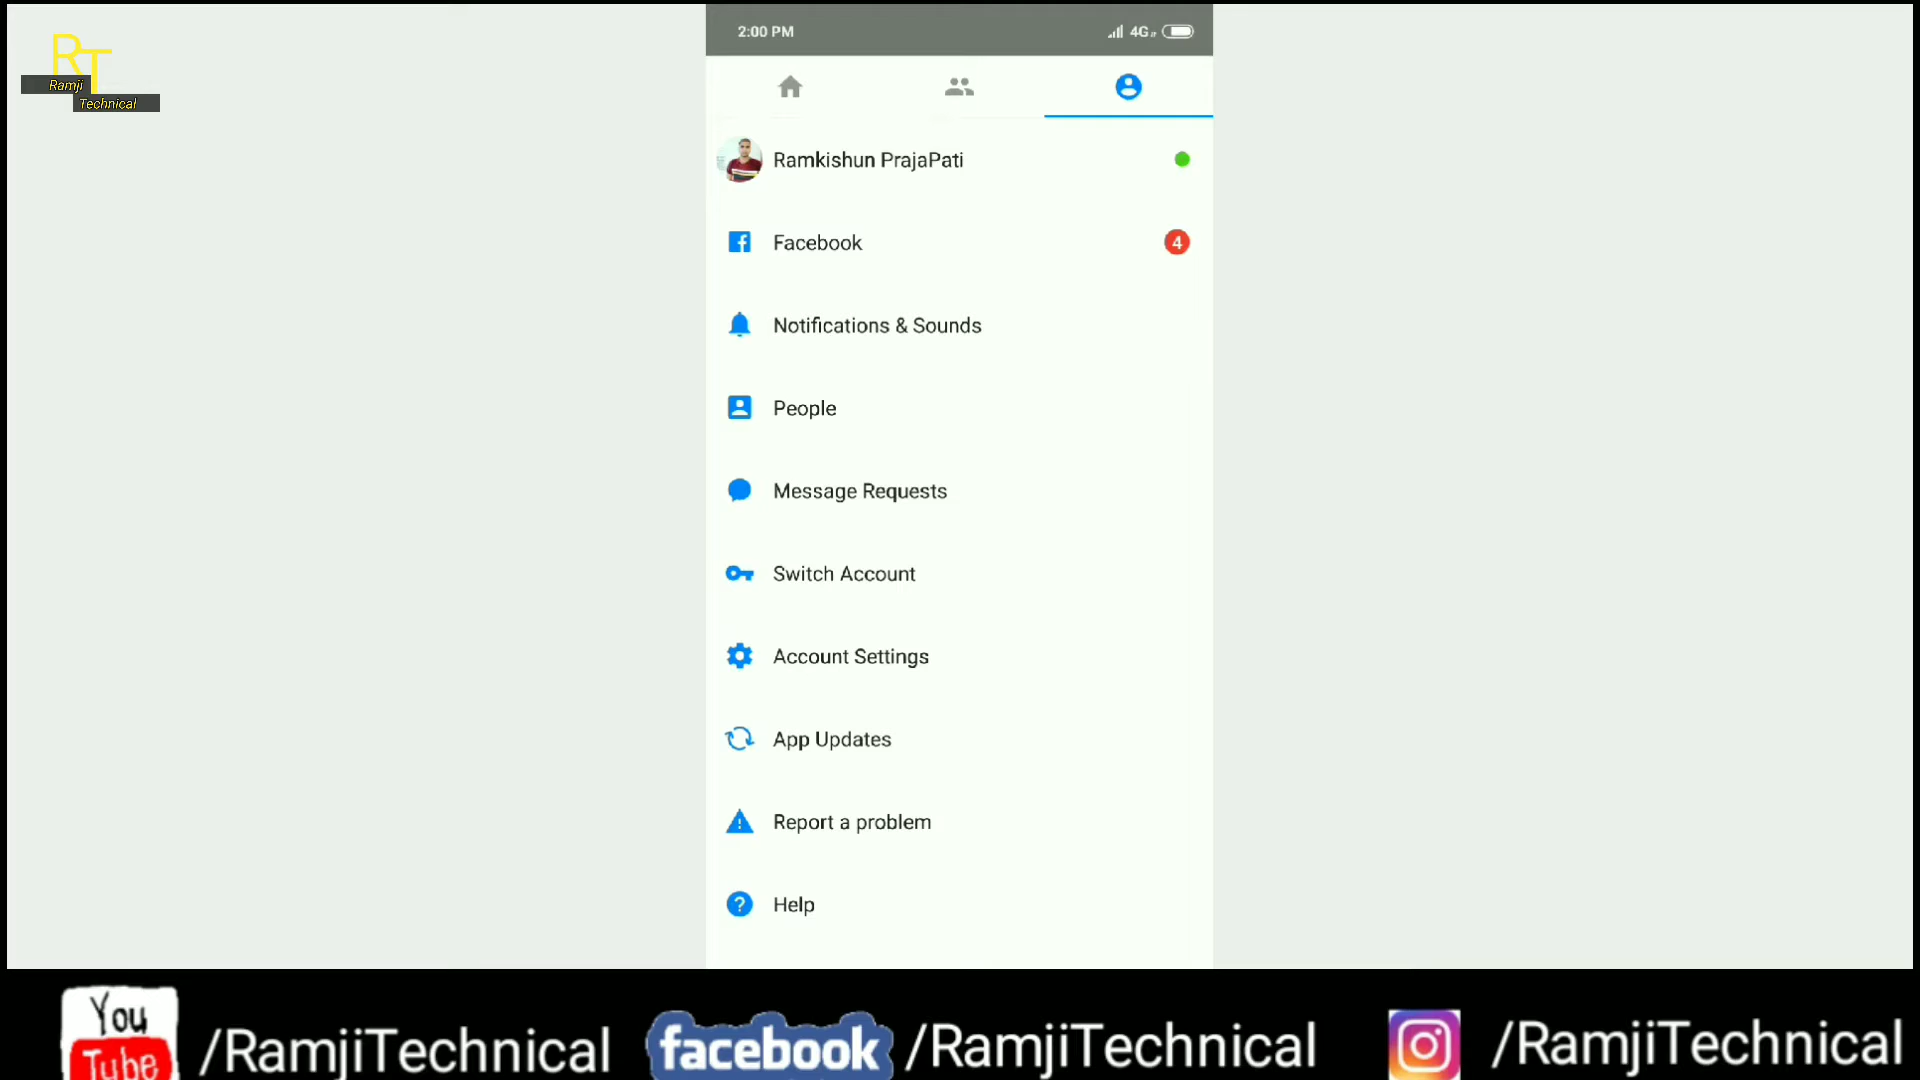 RT
Ramji
Technical
2:00 PM
4G
Ramkishun PrajaPati
Facebook
4
Notifications & Sounds
People
Message Requests
Switch Account
Account Settings
App Updates
Report a problem
Help
You
Tube
/RamjiTechnical
facebook
/RamjiTechnical
/RamjiTechnical